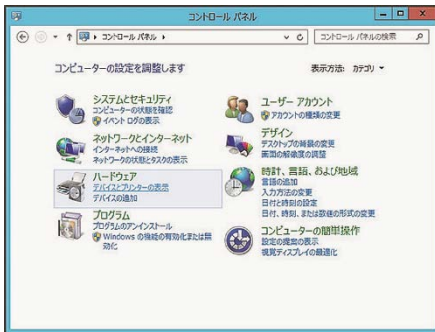 コントロール パネル
コントロール パネル
コントロール パネルの検索
コンピューターの設定を調整します
表示方法: カテゴリ
システムとセキュリティ
コンピューターの状態を確認
イベント ログの表示
ネットワークとインターネット
インターネットへの接続
ネットワークの状態とタスクの表示
ハードウェア
デバイスとプリンターの表示
デバイスの追加
プログラム
プログラムのアンインストール
Windows の機能の有効化または無
効化
ユーザー アカウント
アカウントの種類の変更
デザイン
デスクトップの背景の変更
画面の解像度の調整
時計、言語、および地域
言語の追加
入力方法の変更
日付と時刻の設定
日付、時刻、または数値の形式の変更
コンピューターの簡単操作
設定の提案の表示
視覚ディスプレイの最適化